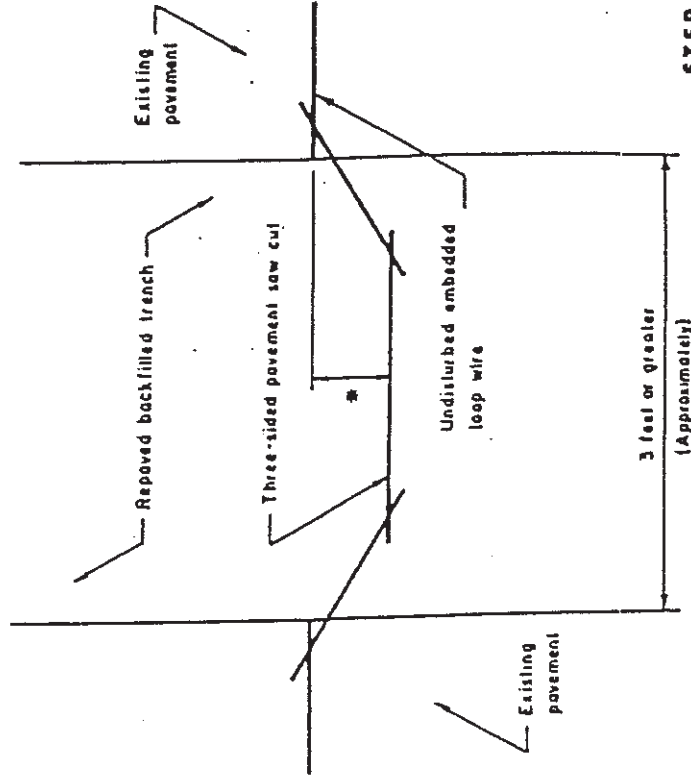 Existing
pavement
Repaved backfilled trench
Three-sided pavement saw cut
*
Undisturbed embedded
loop wire
3 feet or greater
(Approximately)
Existing
pavement
STEP